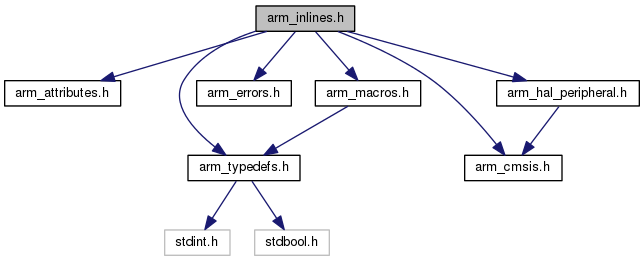 arm_inlines.h
arm_attributes.h
arm_errors.h
arm_macros.h
arm_hal_peripheral.h
arm_typedefs.h
arm_cmsis.h
stdint.h
stdbool.h